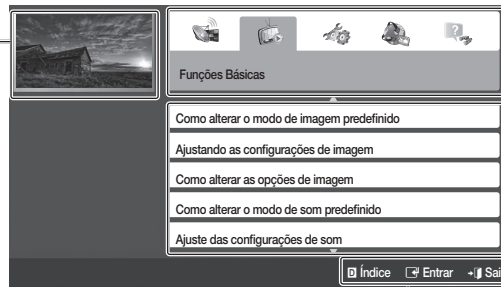 Funções Básicas
Como alterar o modo de imagem predefinido
Ajustando as configurações de imagem
Como alterar as opções de imagem
Como alterar o modo de som predefinido
Ajuste das configurações de som
D Índice Entrar Sai